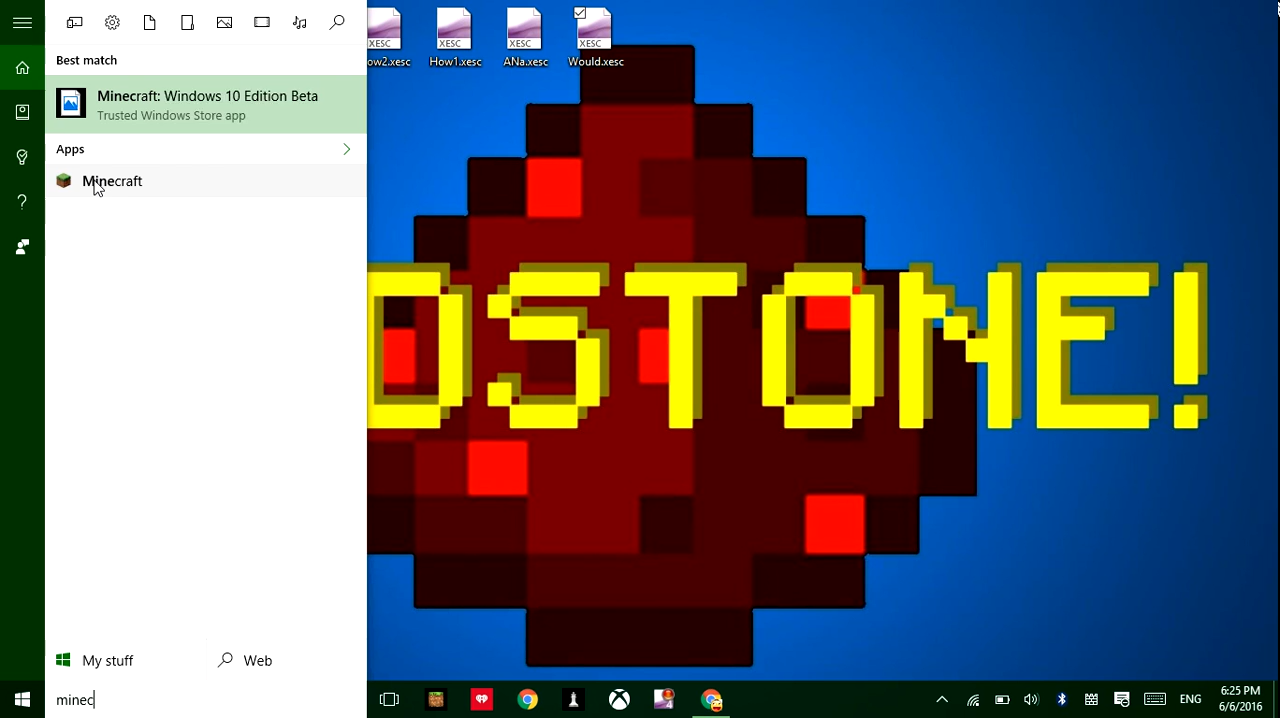 Best match
Minecraft: Windows 10 Edition Beta
Trusted Windows Store app
Apps
Minecraft
My stuff
Web
minec
ow2.xesc
How1.xesc
ANa.xesc
Would.xesc
XESC
XESC
XESC
XESC
DSTONE!
ENG
6:25 PM
6/6/2016